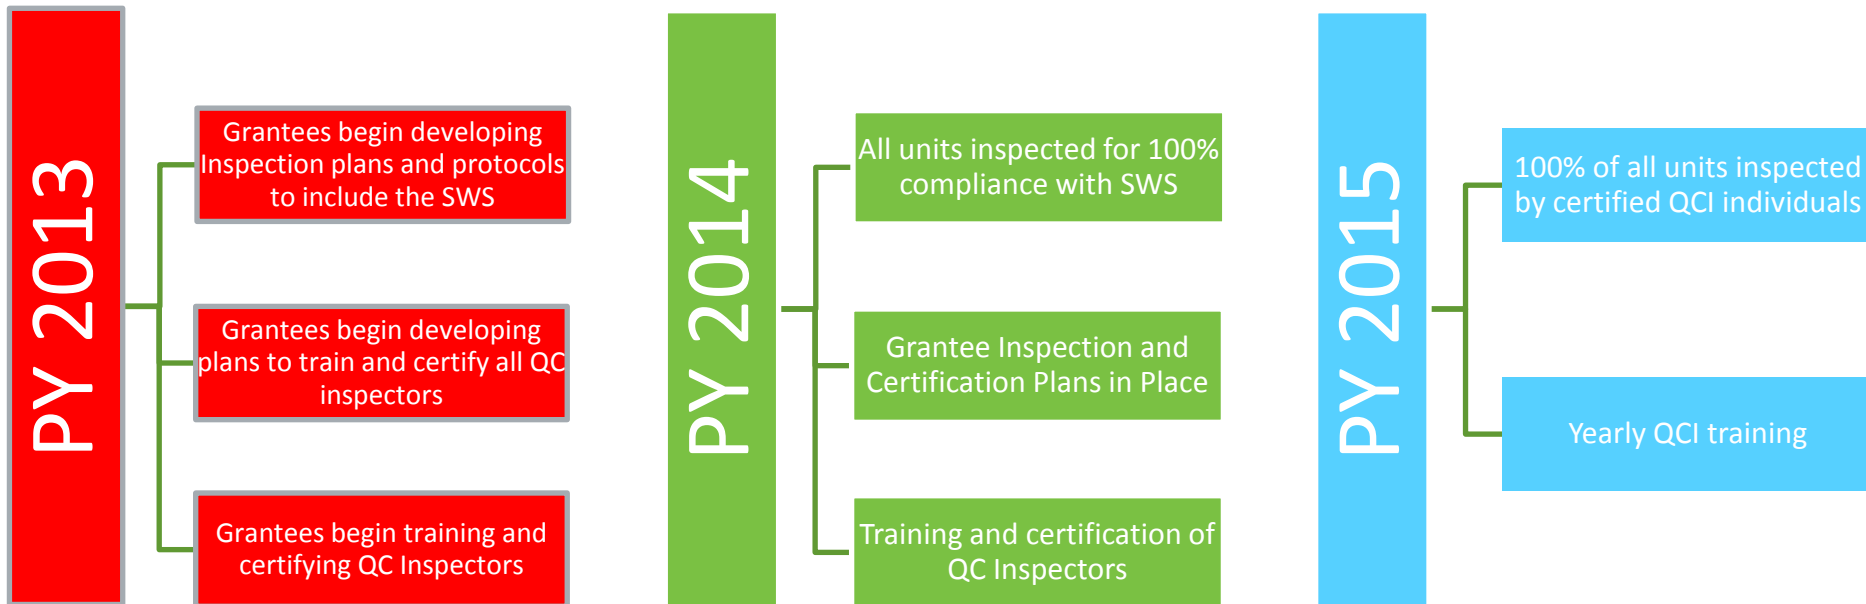 PY 2013
Grantees begin developing
Inspection plans and protocols
to include the SWS
Grantees begin developing
plans to train and certify all QC
inspectors
Grantees begin training and
certifying QC Inspectors
PY 2014
All units inspected for 100%
compliance with SWS
Grantee Inspection and
Certification Plans in Place
Training and certification of
QC Inspectors
PY 2015
100% of all units inspected
by certified QCI individuals
Yearly QCI training